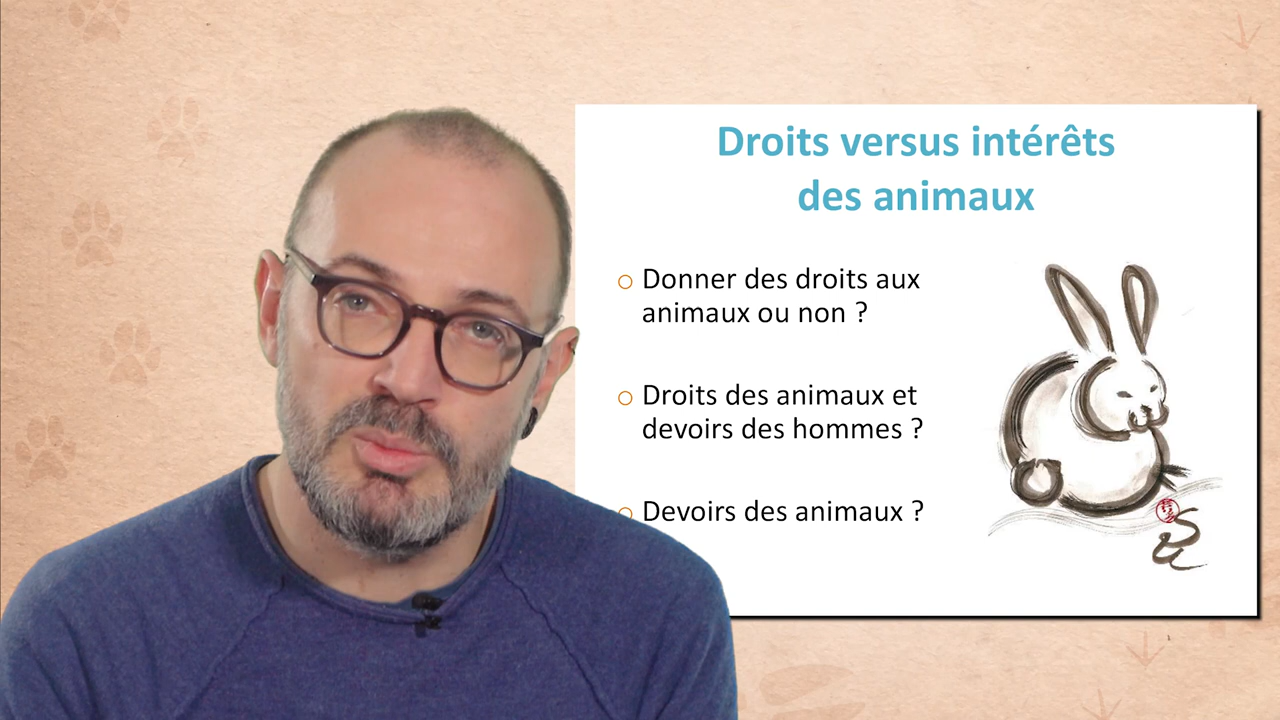 Droits versus intérêts
des animaux
Donner des droits aux
animaux ou non ?
Droits des animaux et
devoirs des hommes ?
Devoirs des animaux ?